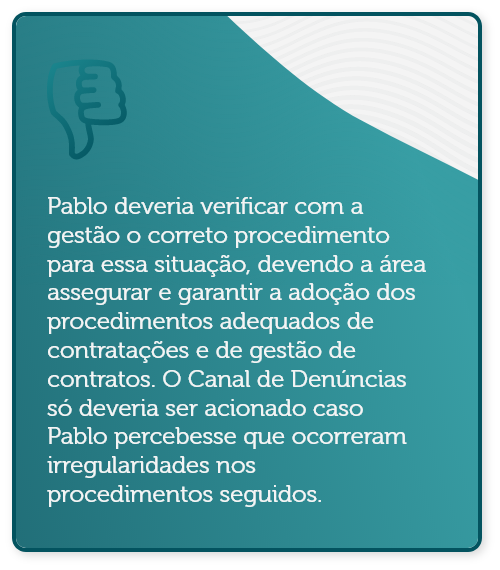 Pablo deveria verificar com a
gestão o correto procedimento
para essa situação, devendo a área
assegurar e garantir a adoção dos
procedimentos adequados de
contratações e de gestão de
contratos. O Canal de Denúncias
só deveria ser acionado caso
Pablo percebesse que ocorreram
irregularidades nos
procedimentos seguidos.